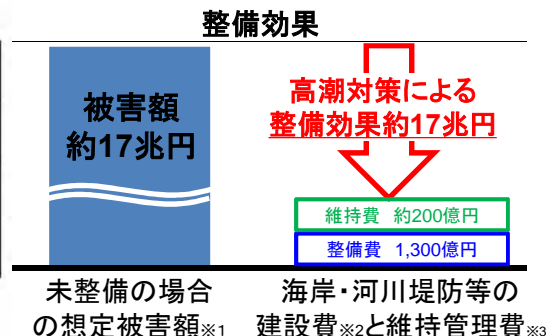 整備効果
被害額
約17兆円
高潮対策による
整備効果約17兆円
維持費 約200億円
整備費 1,300億円
未整備の場合
の想定被害額※1
海岸・河川堤防等の
建設費※2と維持管理費※3